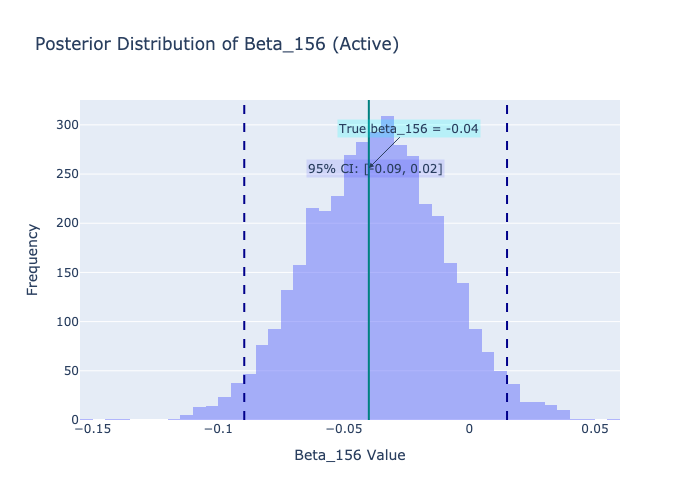 Posterior Distribution of Beta_156 (Active)
300
True beta_156 = -0.04
250
95% CI: [-0.09, 0.02]
200
150
100
50
0
−0.15
−0.1
−0.05
0
0.05
Frequency
Beta_156 Value